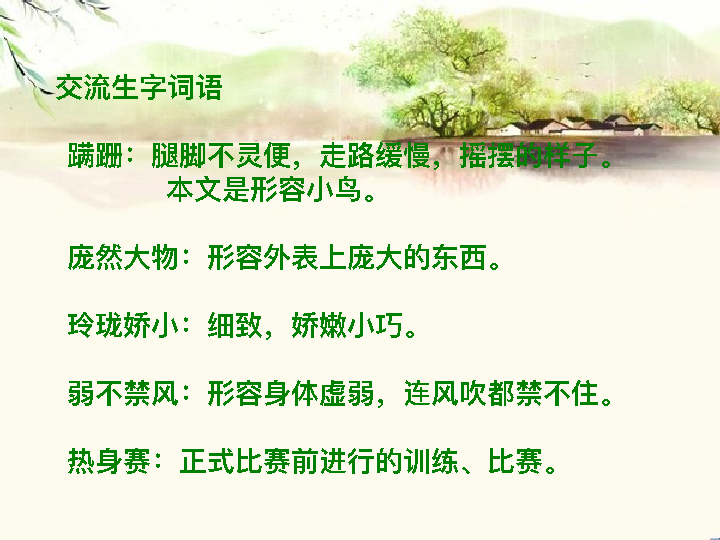 交流生字词语
蹒跚：腿脚不灵便，走路缓慢，摇摆的样子。
本文是形容小鸟。
庞然大物：形容外表上庞大的东西。
玲珑娇小：细致，娇嫩小巧。
弱不禁风：形容身体虚弱，连风吹都禁不住。
热身赛：正式比赛前进行的训练、比赛。